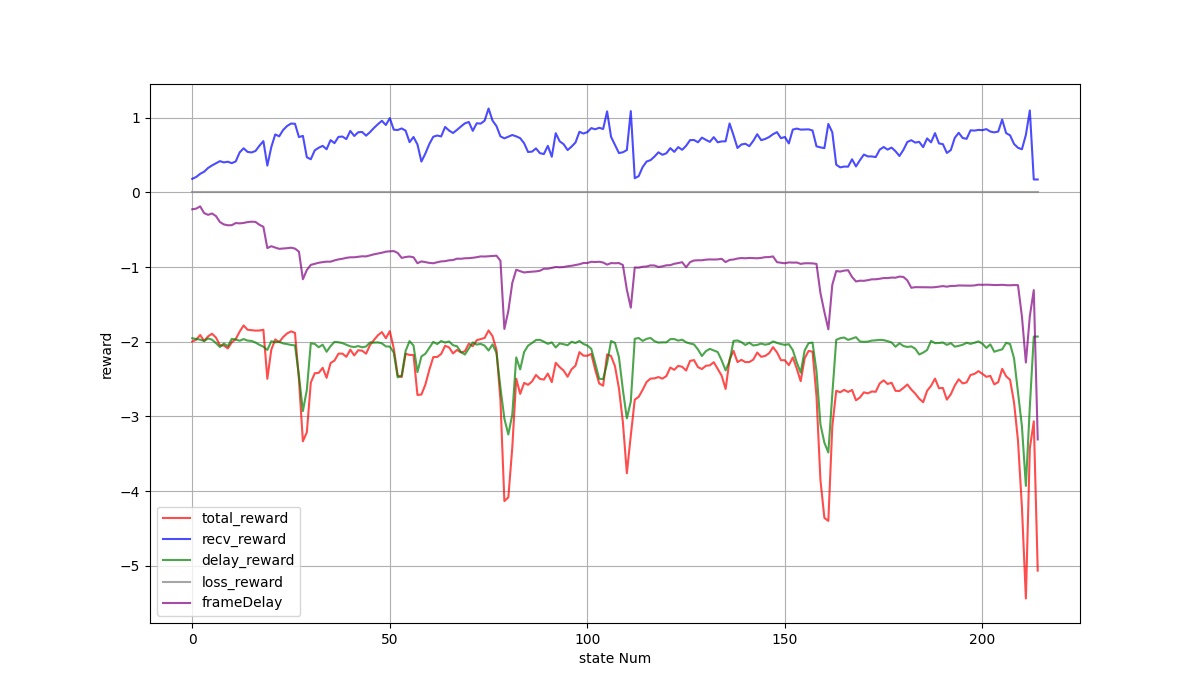 1
0
−1
−2
−3
−4
−5
reward
total_reward
recv_reward
delay_reward
loss_reward
frameDelay
0 50 100 150 200
state Num